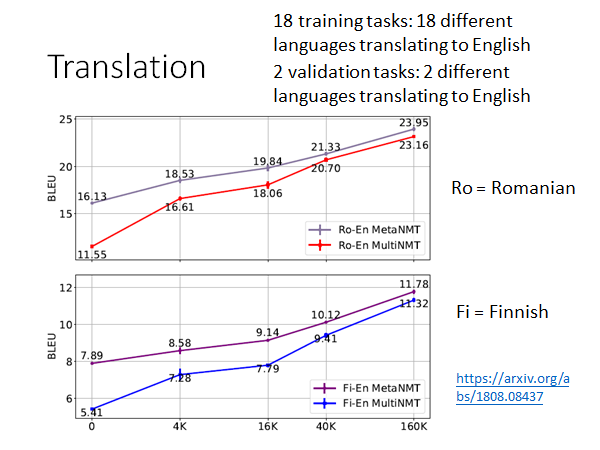 Translation
18 training tasks: 18 different
languages translating to English
2 validation tasks: 2 different
languages translating to English
25
20
15
BLEU
16.13
18.53
19.84
21.33
23.95
11.55
16.61
18.06
20.70
23.16
Ro-En MetaNMT
Ro-En MultiNMT
Ro = Romanian
12
10
8
6
BLEU
7.89
8.58
9.14
10.12
11.78
5.41
7.28
7.79
9.41
11.32
Fi-En MetaNMT
Fi-En MultiNMT
0 4K 16K 40K 160K
Fi = Finnish
https://arxiv.org/a
bs/1808.08437